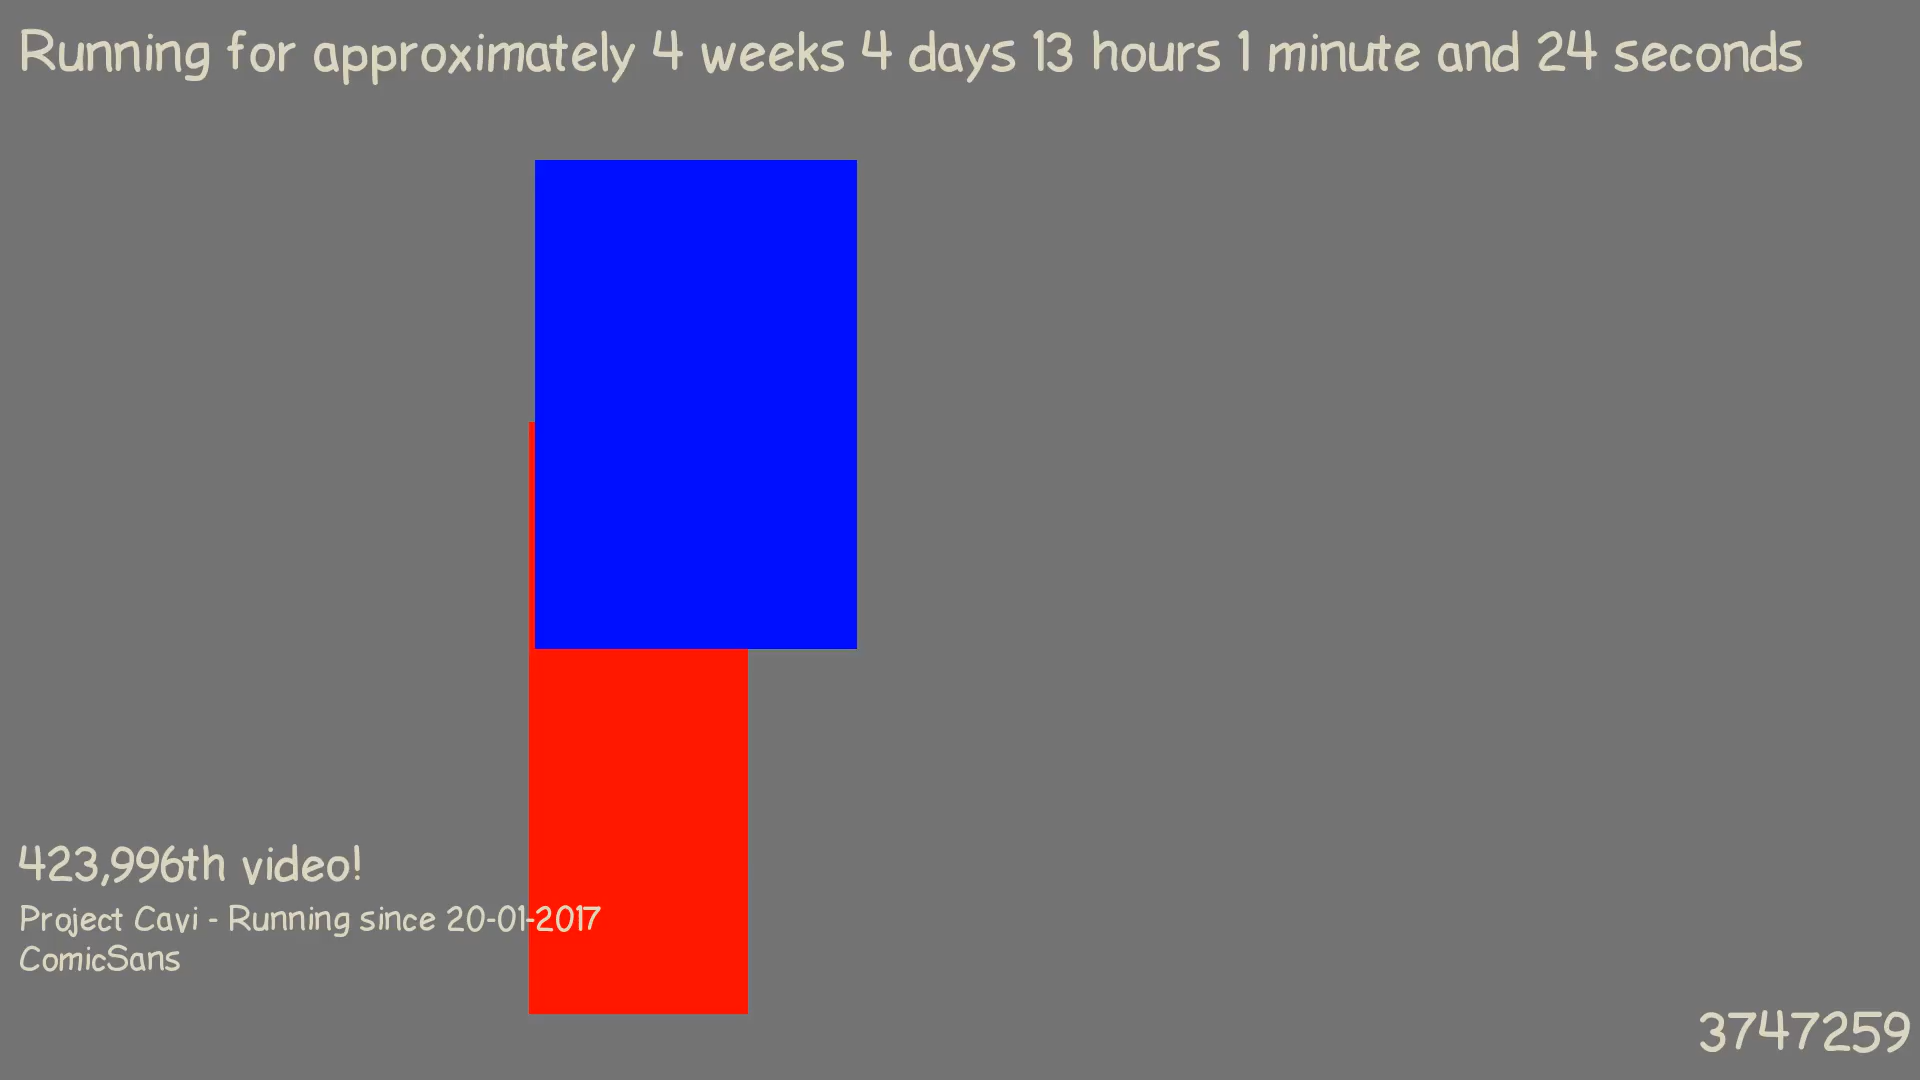 Running for approximately 4 weeks 4 days 13 hours 1 minute and 24 seconds
423,996th video!
Project Cavi - Running since 20-01-2017
ComicSans
3747259